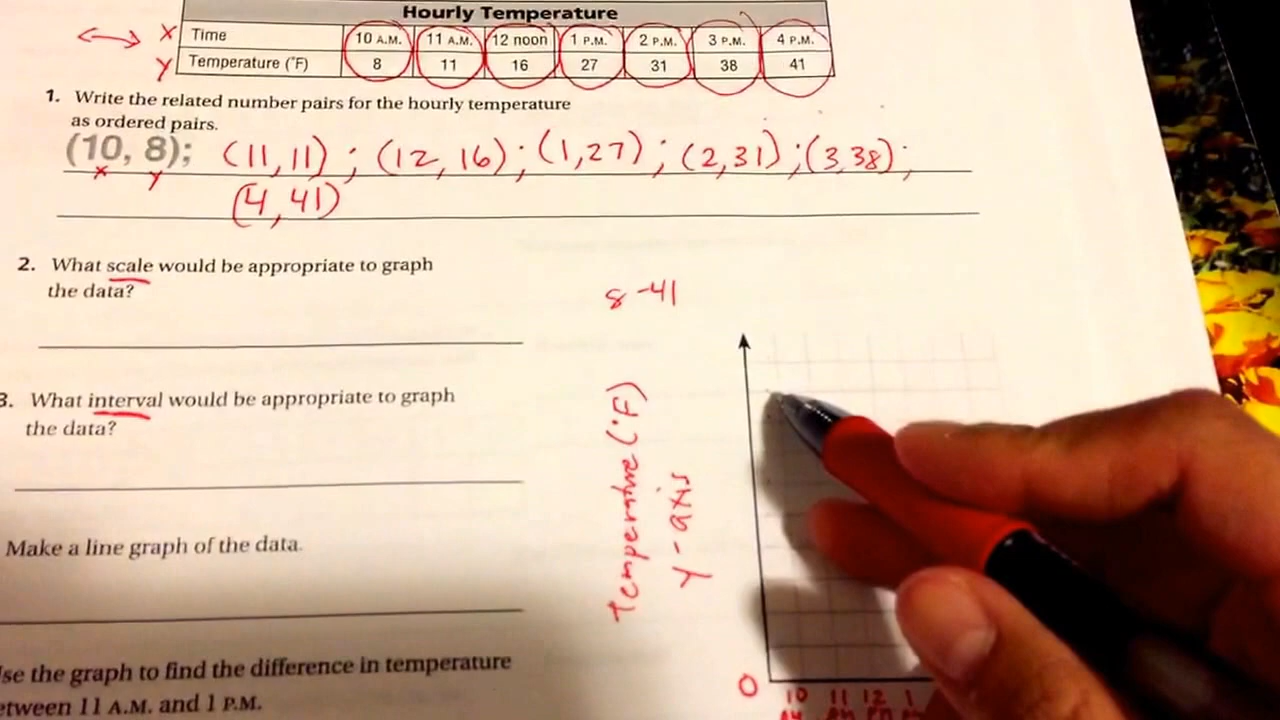 Hourly Temperature
X Time 10 A.M. 11 A.M. 12 noon 1 P.M. 2 P.M. 3 P.M. 4 P.M.
Y Temperature (°F) 8 11 16 27 31 38 41
1. Write the related number pairs for the hourly temperature
as ordered pairs.
(10, 8); (11,11) ; (12,16) ; (1,27) ; (2,31) ; (3,38) ;
x y
(4,41)
2. What scale would be appropriate to graph
the data?
8-41
3. What interval would be appropriate to graph
the data?
Temperature (°F)
y-axis
Make a line graph of the data.
se the graph to find the difference in temperature
etween 11 A.M. and 1 P.M.
0
10 11 12 1